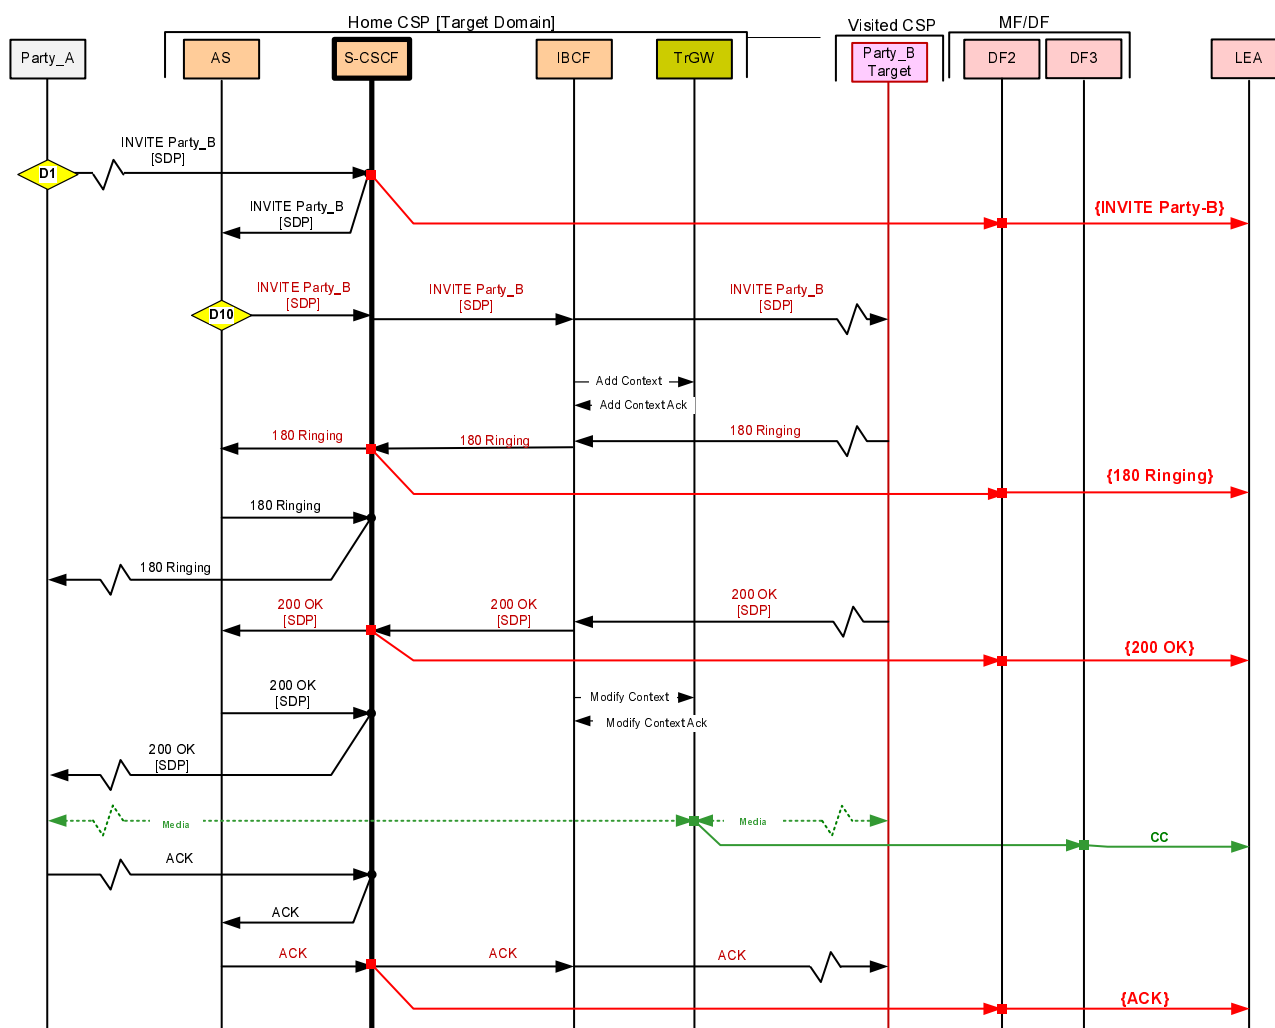 Home CSP [Target Domain]
Visited CSP
MF/DF
Party_A
AS
S-CSCF
IBCF
TrGW
Party_B
Target
DF2
DF3
LEA
INVITE Party_B
[SDP]
D1
INVITE Party_B
[SDP]
{INVITE Party-B}
D10
INVITE Party_B
[SDP]
INVITE Party_B
[SDP]
INVITE Party_B
[SDP]
Add Context
Add Context Ack
180 Ringing
180 Ringing
180 Ringing
{180 Ringing}
180 Ringing
180 Ringing
200 OK
[SDP]
200 OK
[SDP]
200 OK
[SDP]
{200 OK}
200 OK
[SDP]
Modify Context
Modify Context Ack
200 OK
[SDP]
Media
Media
CC
ACK
ACK
ACK
ACK
ACK
{ACK}